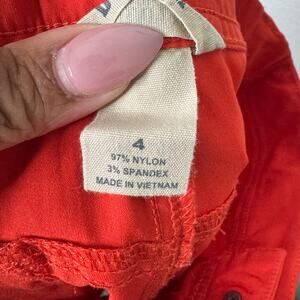 4
97% NYLON
3% SPANDEX
MADE IN VIETNAM